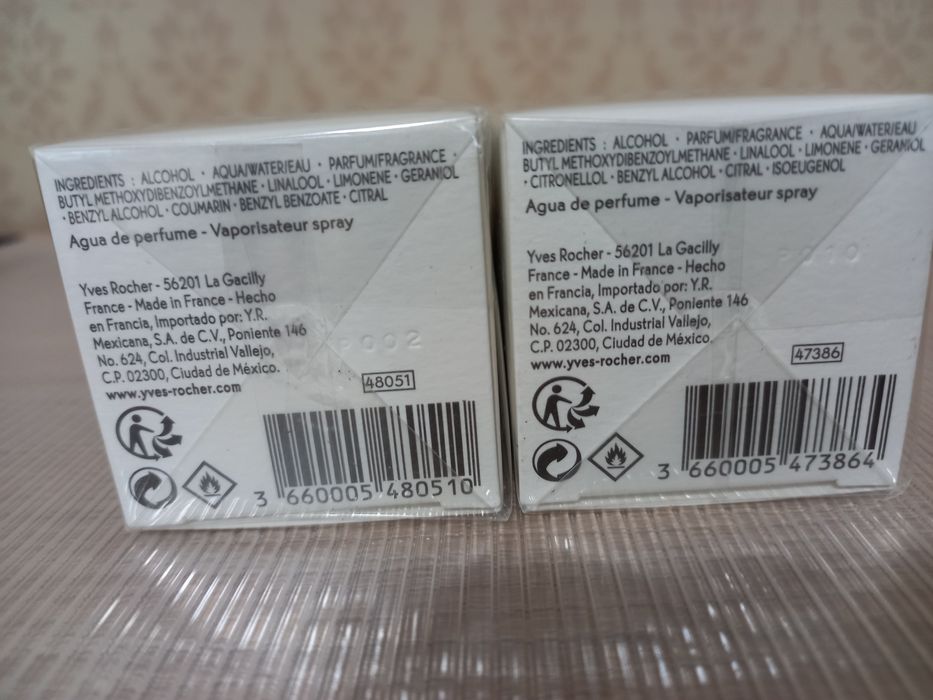 INGREDIENTS : ALCOHOL · AQUA/WATER/EAU · PARFUM/FRAGRANCE ·
BUTYL METHOXYDIBENZOYLMETHANE · LINALOOL · LIMONENE · GERANIOL
· BENZYL ALCOHOL · COUMARIN · BENZYL BENZOATE · CITRAL
Agua de perfume - Vaporisateur spray
Yves Rocher - 56201 La Gacilly
France - Made in France - Hecho
en Francia, Importado por: Y.R.
Mexicana, S.A. de C.V., Poniente 146
No. 624, Col. Industrial Vallejo,
C.P. 02300, Ciudad de México.
www.yves-rocher.com
P002
48051
3 660005 480510
INGREDIENTS : ALCOHOL · PARFUM/FRAGRANCE · AQUA/WATER/EAU
BUTYL METHOXYDIBENZOYLMETHANE · LINALOOL · LIMONENE · GERANIOL
· CITRONELLOL · BENZYL ALCOHOL · CITRAL · ISOEUGENOL
Agua de perfume - Vaporisateur spray
Yves Rocher - 56201 La Gacilly
France - Made in France - Hecho
en Francia, Importado por: Y.R.
Mexicana, S.A. de C.V., Poniente 146
No. 624, Col. Industrial Vallejo,
C.P. 02300, Ciudad de México.
www.yves-rocher.com
P010
47386
3 660005 473864